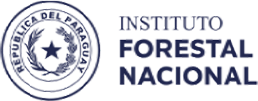 REPUBLICA DEL PARAGUAY
INSTITUTO
FORESTAL
NACIONAL